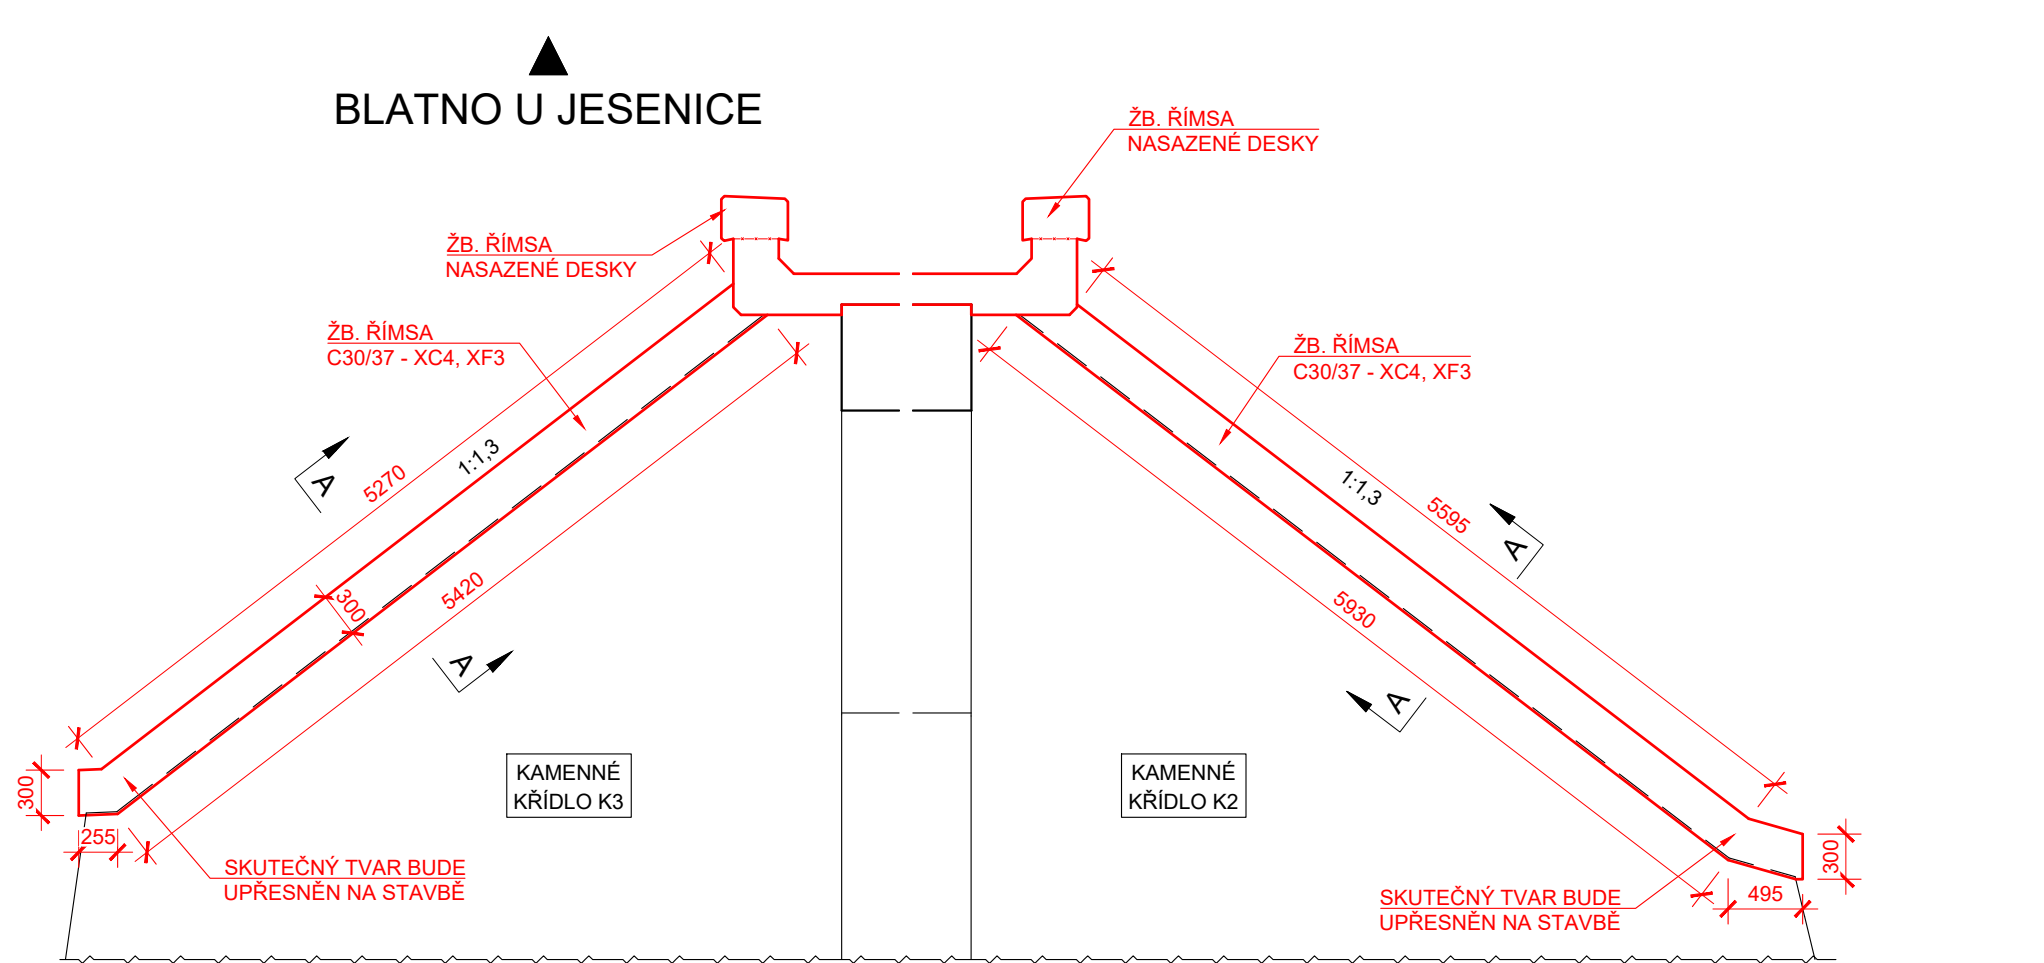 BLATNO U JESENICE
ŽB. ŘÍMSA
NASAZENÉ DESKY
ŽB. ŘÍMSA
NASAZENÉ DESKY
ŽB. ŘÍMSA
C30/37 - XC4, XF3
ŽB. ŘÍMSA
C30/37 - XC4, XF3
1:1,3
5270
A
1:1,3
5595
A
300
5420
5930
A
A
KAMENNÉ
KŘÍDLO K3
KAMENNÉ
KŘÍDLO K2
300
255
SKUTEČNÝ TVAR BUDE
UPŘESNĚN NA STAVBĚ
300
495
SKUTEČNÝ TVAR BUDE
UPŘESNĚN NA STAVBĚ